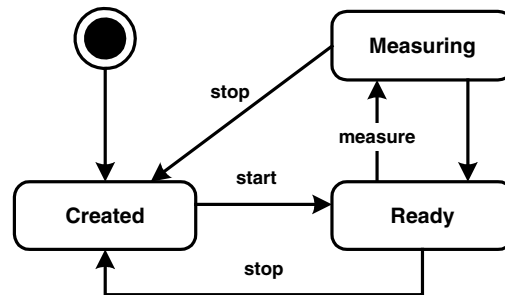 Measuring
stop
measure
start
Created
Ready
stop